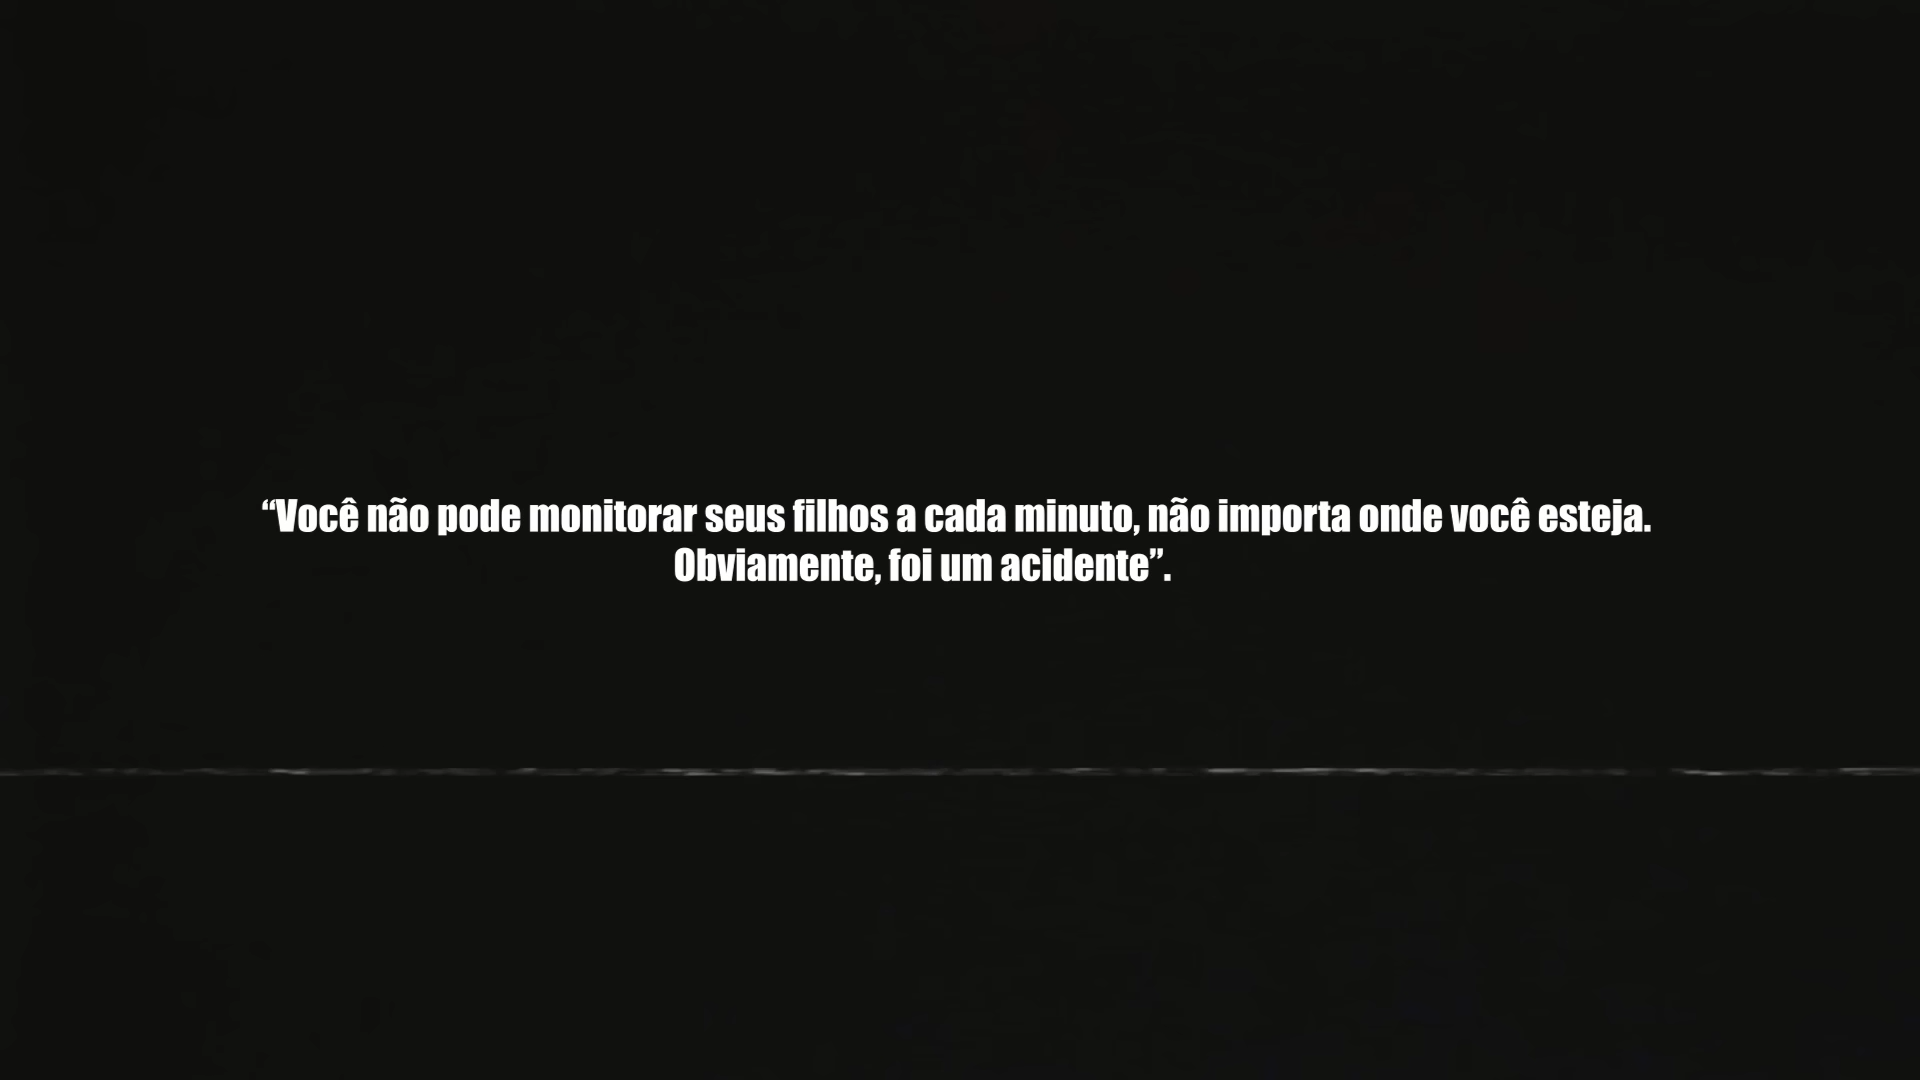 “Você não pode monitorar seus filhos a cada minuto, não importa onde você esteja.
Obviamente, foi um acidente”.